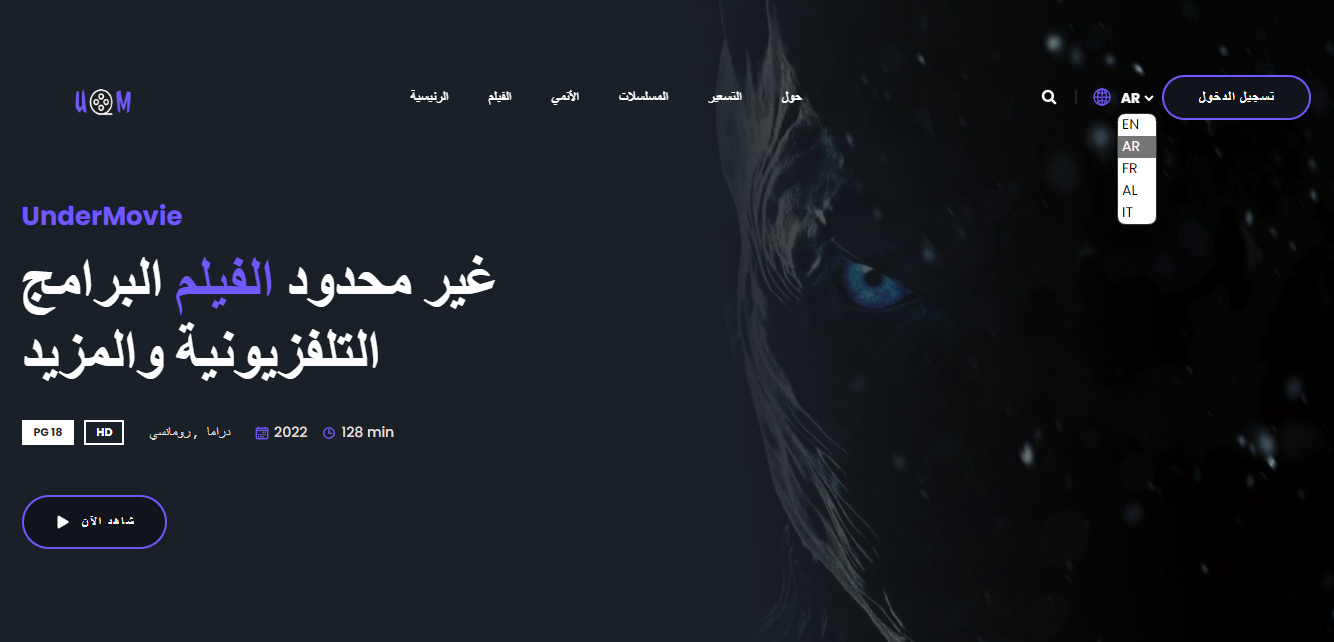 U M
الرئيسية
الفيلم
الأنمي
المسلسلات
التسعير
حول
AR
تسجيل الدخول
EN
AR
FR
AL
IT
UnderMovie
غير محدود الفيلم البرامج
التلفزيونية والمزيد
PG 18 HD دراما , رومانسي 2022 128 min
شاهد الآن